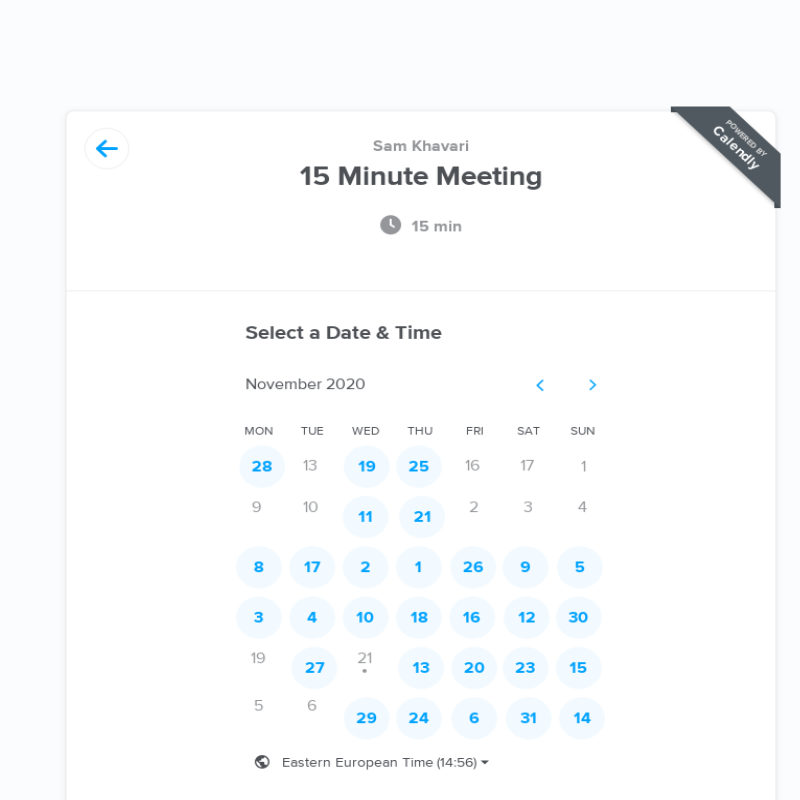 POWERED BY
Calendly
Sam Khavari
15 Minute Meeting
15 min
Select a Date & Time
November 2020
MON TUE WED THU FRI SAT SUN
28 13 19 25 16 17 1
9 10 11 21 2 3 4
8 17 2 1 26 9 5
3 4 10 18 16 12 30
19 27 21 13 20 23 15
5 6 29 24 6 31 14
Eastern European Time (14:56)